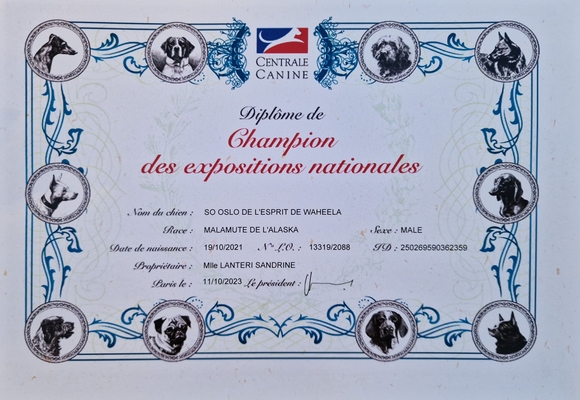 CENTRALE
CANINE
Diplôme de
Champion
des expositions nationales
Nom du chien : SO OSLO DE L'ESPRIT DE WAHEELA
Race : MALAMUTE DE L'ALASKA Sexe : MALE
Date de naissance : 19/10/2021 N° L.O. : 13319/2088 ID : 250269590362359
Propriétaire : Mlle LANTERI SANDRINE
Paris le : 11/10/2023 Le président :